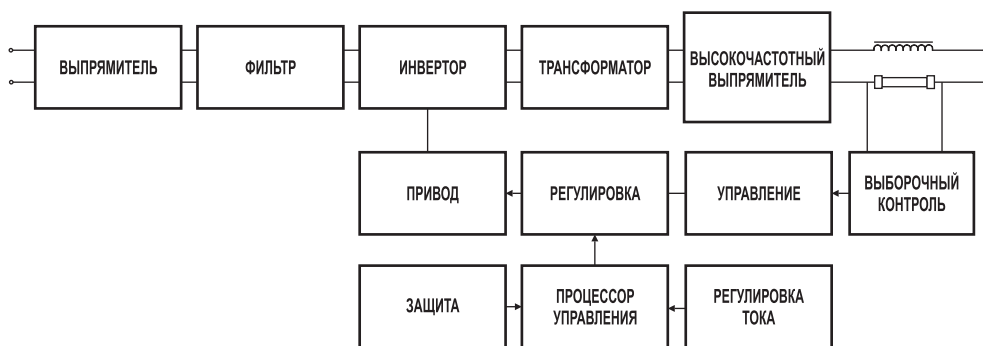 ВЫПРЯМИТЕЛЬ
ФИЛЬТР
ИНВЕРТОР
ТРАНСФОРМАТОР
ВЫСОКОЧАСТОТНЫЙ
ВЫПРЯМИТЕЛЬ
ПРИВОД
РЕГУЛИРОВКА
УПРАВЛЕНИЕ
ВЫБОРОЧНЫЙ
КОНТРОЛЬ
ЗАЩИТА
ПРОЦЕССОР
УПРАВЛЕНИЯ
РЕГУЛИРОВКА
ТОКА